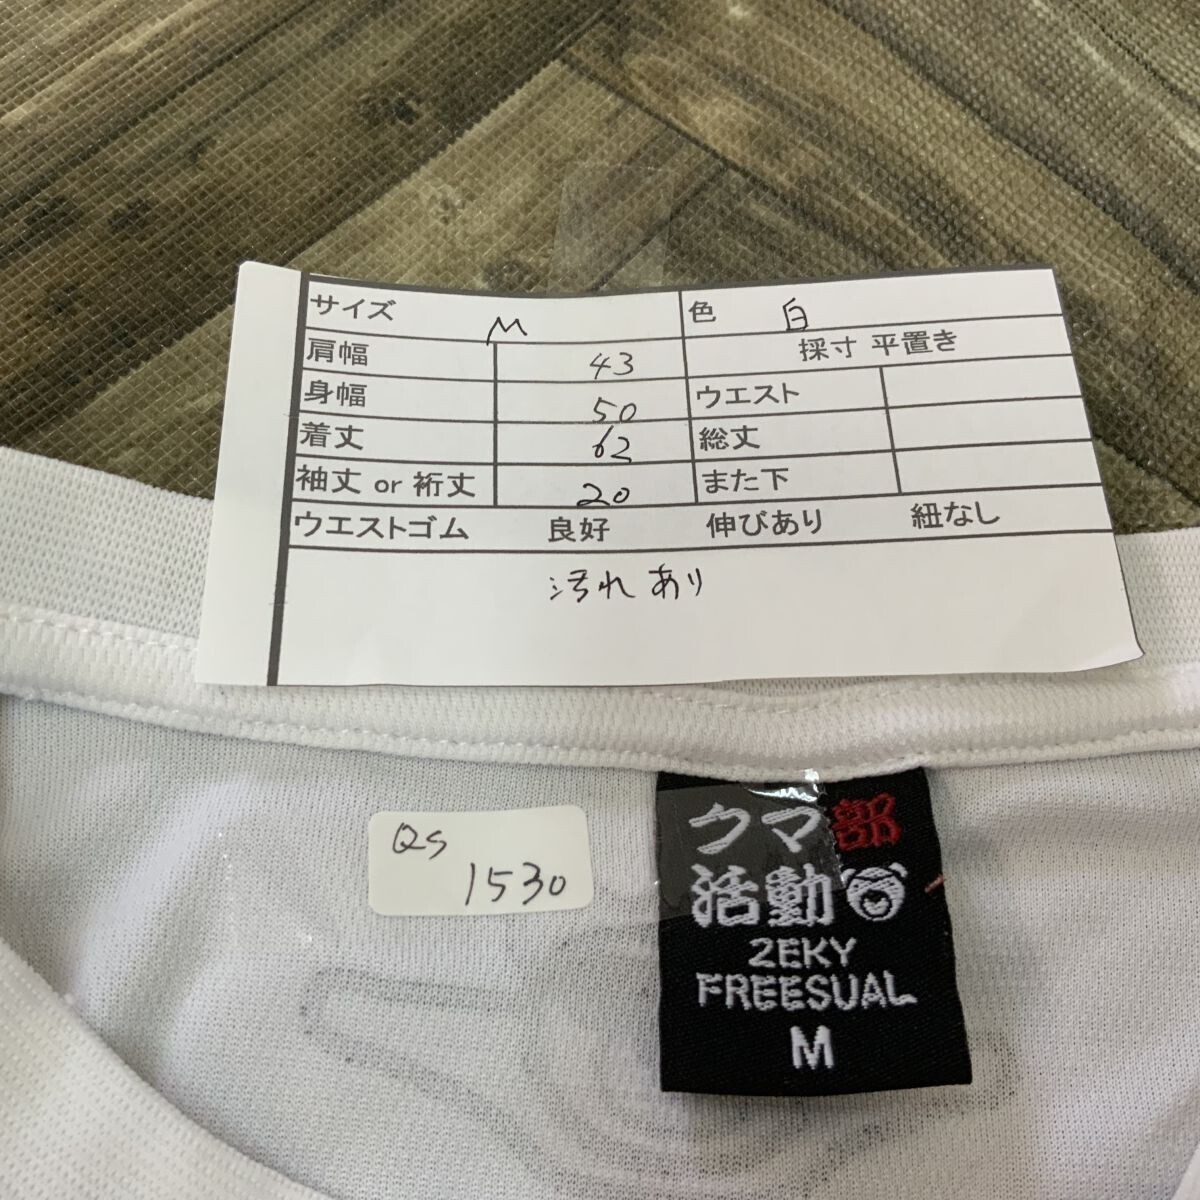 サイズ M 色 白
肩幅 43 採寸 平置き
身幅 50 ウエスト
着丈 62 総丈
袖丈 or 裄丈 20 また下
ウエストゴム 良好 伸びあり 紐なし
汚れあり
QS
1530
クマ部
活動
2EKY
FREESUAL
M